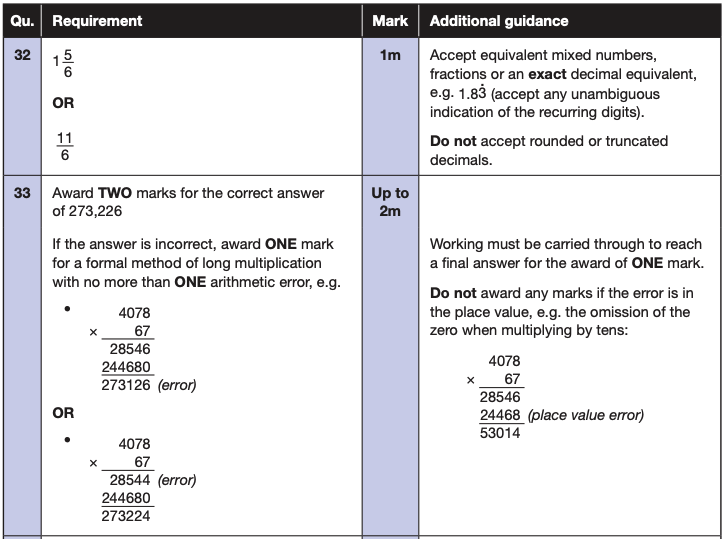 Qu. Requirement Mark Additional guidance
32
1 5/6
OR
11/6
1m
Accept equivalent mixed numbers,
fractions or an exact decimal equivalent,
e.g. 1.83̇ (accept any unambiguous
indication of the recurring digits).
Do not accept rounded or truncated
decimals.
33
Award TWO marks for the correct answer
of 273,226
If the answer is incorrect, award ONE mark
for a formal method of long multiplication
with no more than ONE arithmetic error, e.g.
• 4078
× 67
28546
244680
273126 (error)
OR
• 4078
× 67
28544 (error)
244680
273224
Up to
2m
Working must be carried through to reach
a final answer for the award of ONE mark.
Do not award any marks if the error is in
the place value, e.g. the omission of the
zero when multiplying by tens:
4078
× 67
28546
24468 (place value error)
53014